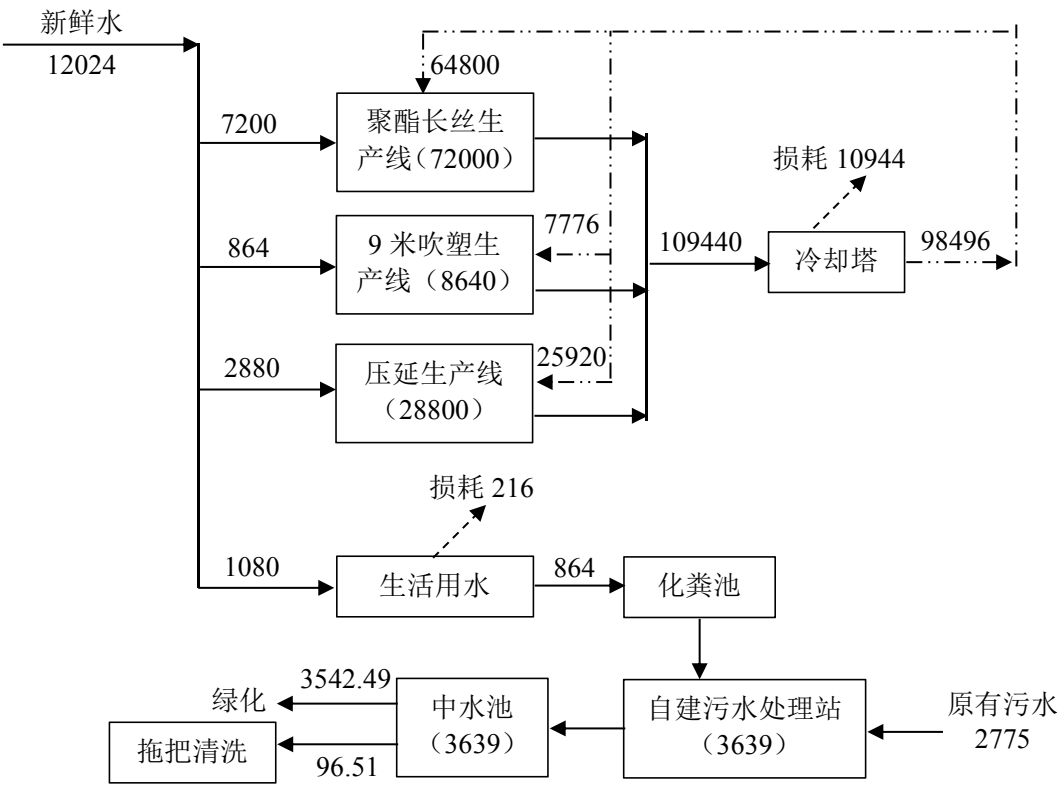 新鲜水
12024
64800
7200
聚酯长丝生
产线（72000）
损耗 10944
864
9 米吹塑生
产线（8640）
7776
109440
冷却塔
98496
2880
压延生产线
（28800）
25920
损耗 216
1080
生活用水
864
化粪池
绿化
3542.49
中水池
（3639）
自建污水处理站
（3639）
原有污水
2775
拖把清洗
96.51